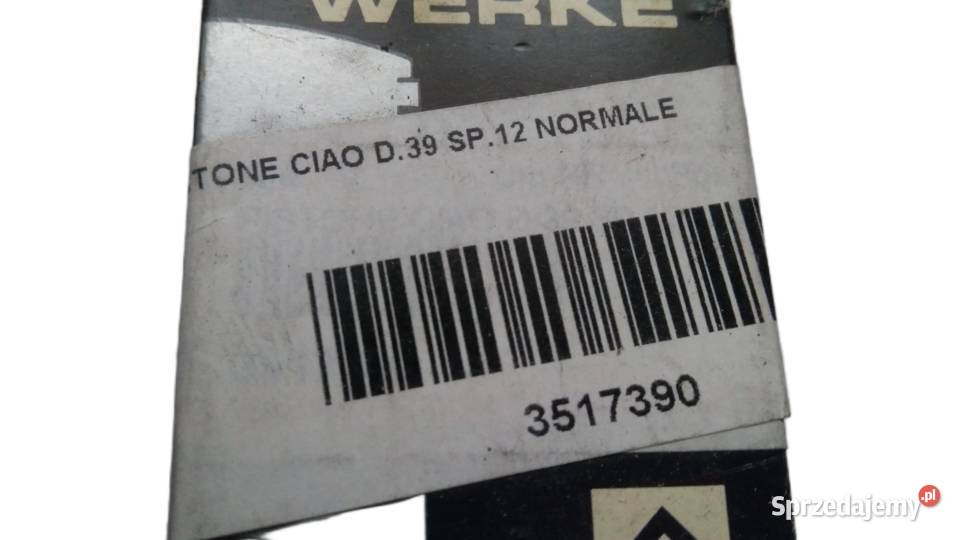 WERKE
TONE CIAO D.39 SP.12 NORMALE
3517390
Sprzedajemy.pl